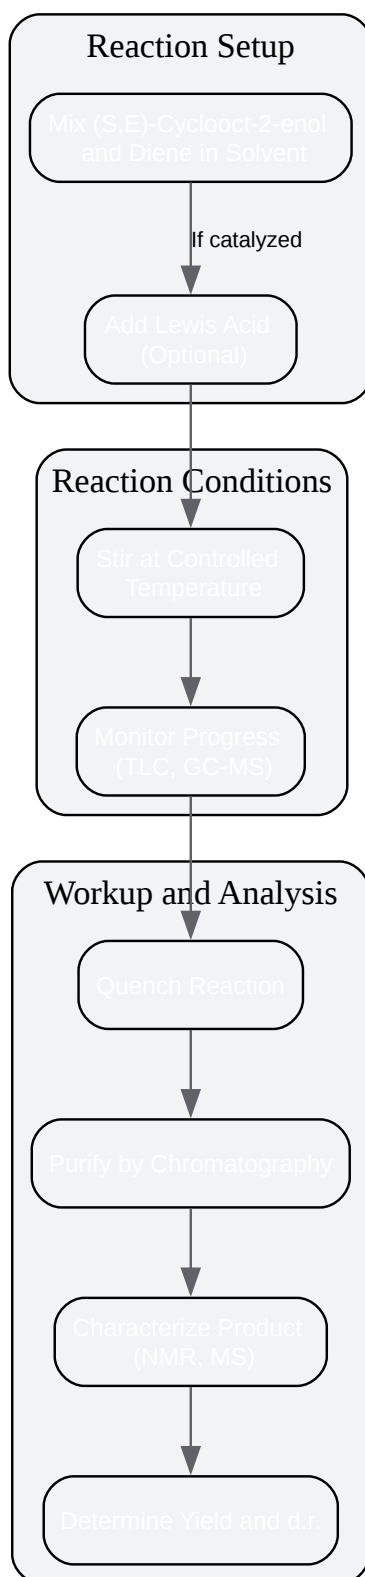 Reaction Setup
Mix (S,E)-Cyclooct-2-enol
and Diene in Solvent
If catalyzed
Add Lewis Acid
(Optional)
Reaction Conditions
Stir at Controlled
Temperature
Monitor Progress
(TLC, GC-MS)
Workup and Analysis
Quench Reaction
Purify by Chromatography
Characterize Product
(NMR, MS)
Determine Yield and d.r.